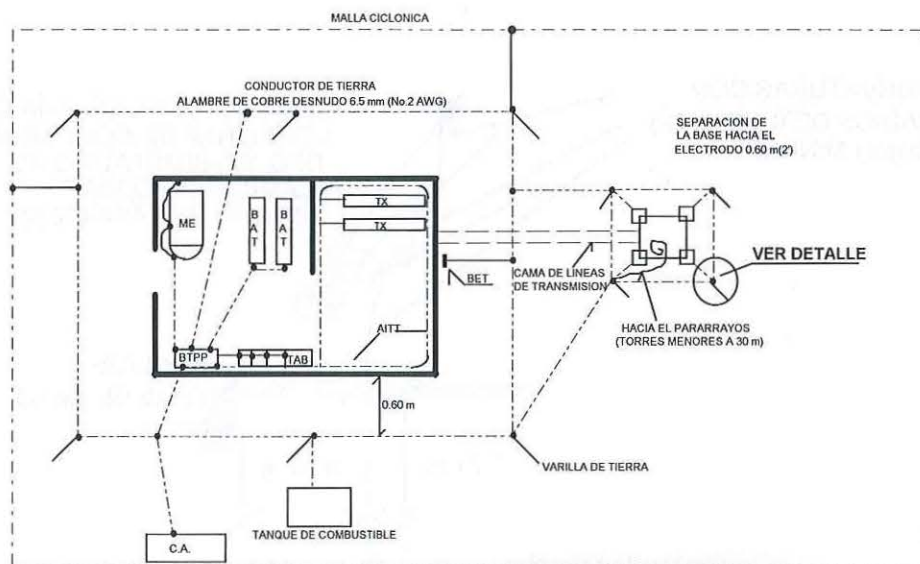 MALLA CICLONICA
CONDUCTOR DE TIERRA
ALAMBRE DE COBRE DESNUDO 6.5 mm (No.2 AWG)
SEPARACION DE
LA BASE HACIA EL
ELECTRODO 0.60 m(2')
ME
BAT
BAT
TX
TX
VER DETALLE
BET
CAMA DE LINEAS
DE TRANSMISION
HACIA EL PARARRAYOS
(TORRES MENORES A 30 m)
AITT
BTPP
TAB
0.60 m
VARILLA DE TIERRA
TANQUE DE COMBUSTIBLE
C.A.